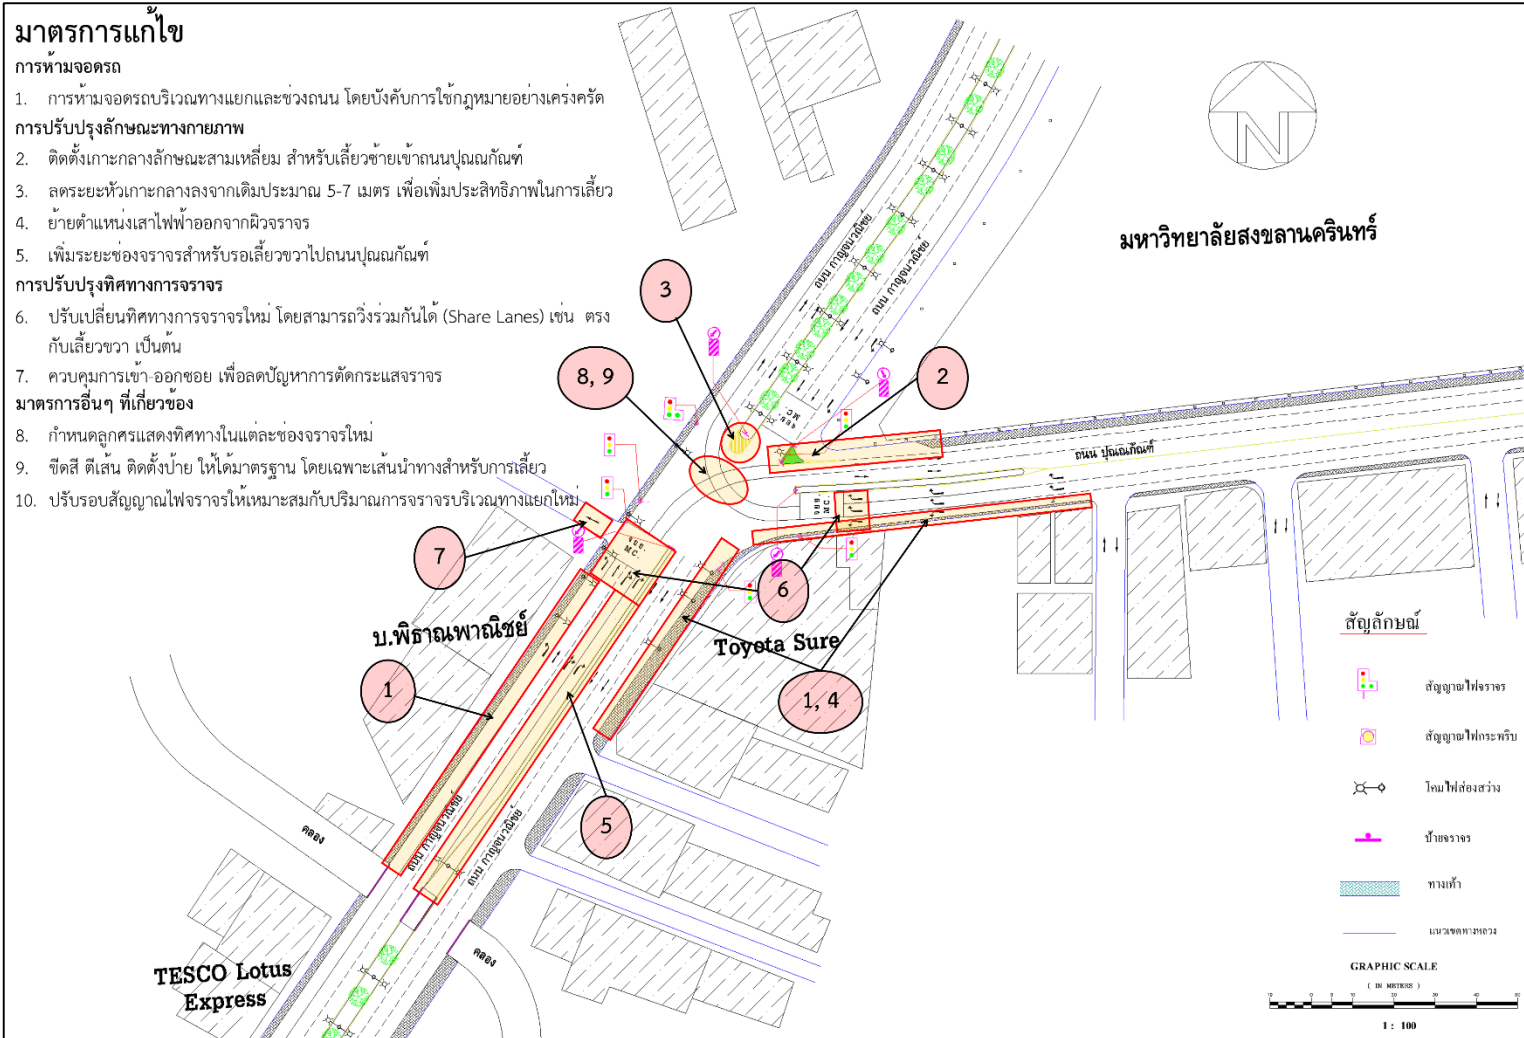 มาตรการแก้ไข
การห้ามจอดรถ
1. การห้ามจอดรถบริเวณทางแยกและช่วงถนน โดยบังคับการใช้กฎหมายอย่างเคร่งครัด
การปรับปรุงลักษณะทางกายภาพ
2. ติดตั้งเกาะกลางลักษณะสามเหลี่ยม สำหรับเลี้ยวซ้ายเข้าถนนปุณณกัณฑ์
3. ลดระยะหัวเกาะกลางลงจากเดิมประมาณ 5-7 เมตร เพื่อเพิ่มประสิทธิภาพในการเลี้ยว
4. ย้ายตำแหน่งเสาไฟฟ้าออกจากผิวจราจร
5. เพิ่มระยะช่องจราจรสำหรับรอเลี้ยวขวาไปถนนปุณณกัณฑ์
การปรับปรุงทิศทางการจราจร
6. ปรับเปลี่ยนทิศทางการจราจรใหม่ โดยสามารถวิ่งร่วมกันได้ (Share Lanes) เช่น ตรง
กับเลี้ยวขวา เป็นต้น
7. ควบคุมการเข้า-ออกซอย เพื่อลดปัญหาการตัดกระแสจราจร
มาตรการอื่นๆ ที่เกี่ยวข้อง
8. กำหนดลูกศรแสดงทิศทางในแต่ละช่องจราจรใหม่
9. ขีดสี ตีเส้น ติดตั้งป้าย ให้ได้มาตรฐาน โดยเฉพาะเส้นนำทางสำหรับการเลี้ยว
10. ปรับรอบสัญญาณไฟจราจรให้เหมาะสมกับปริมาณการจราจรบริเวณทางแยกใหม่
N
มหาวิทยาลัยสงขลานครินทร์
ถนน กาญจนวณิชย์
ถนน กาญจนวณิชย์
3
8, 9
2
จยย.
MC.
ถนน ปุณณกัณฑ์
จยย.
MC.
7
จยย.
MC.
6
บ.พิธานพาณิชย์
Toyota Sure
1
1, 4
5
ถนน กาญจนวณิชย์
ถนน กาญจนวณิชย์
คลอง
คลอง
TESCO Lotus
Express
สัญลักษณ์
สัญญาณไฟจราจร
สัญญาณไฟกระพริบ
โคมไฟส่องสว่าง
ป้ายจราจร
ทางเท้า
แนวเขตทางหลวง
GRAPHIC SCALE
( IN METERS )
1 : 100